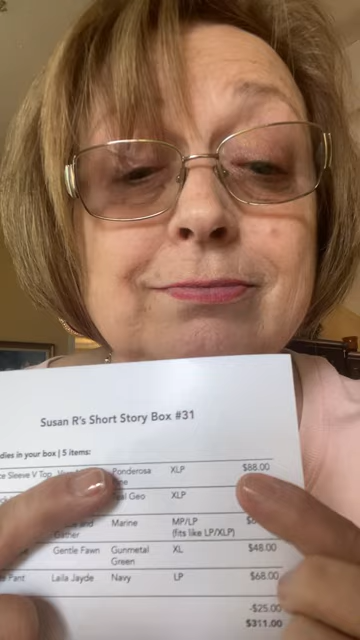 Susan R's Short Story Box #31
dies in your box | 5 items:
Sleeve V Top Ponderosa XLP $88.00
Geo XLP
and Marine MP/LP
Gather (fits like LP/XLP)
Gentle Fawn Gunmetal XL $48.00
Green
Pant Laila Jayde Navy LP $68.00
-$25.00
$311.00